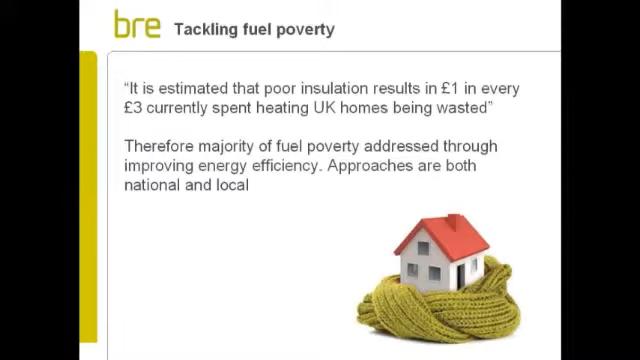 bre Tackling fuel poverty
“It is estimated that poor insulation results in £1 in every
£3 currently spent heating UK homes being wasted”
Therefore majority of fuel poverty addressed through
improving energy efficiency. Approaches are both
national and local